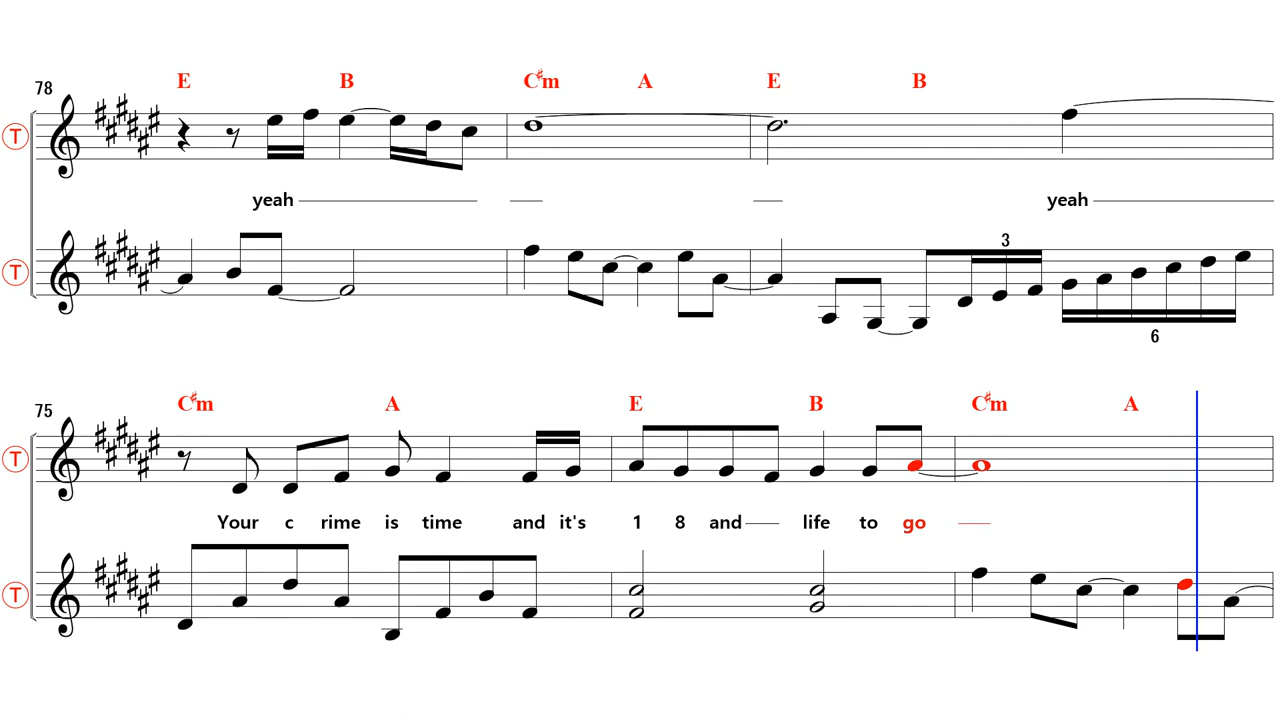 E B C♯m A E B
78
T
yeah yeah
T
3
6
C♯m A E B C♯m A
75
T
Your c rime is time and it's 1 8 and life to go
T